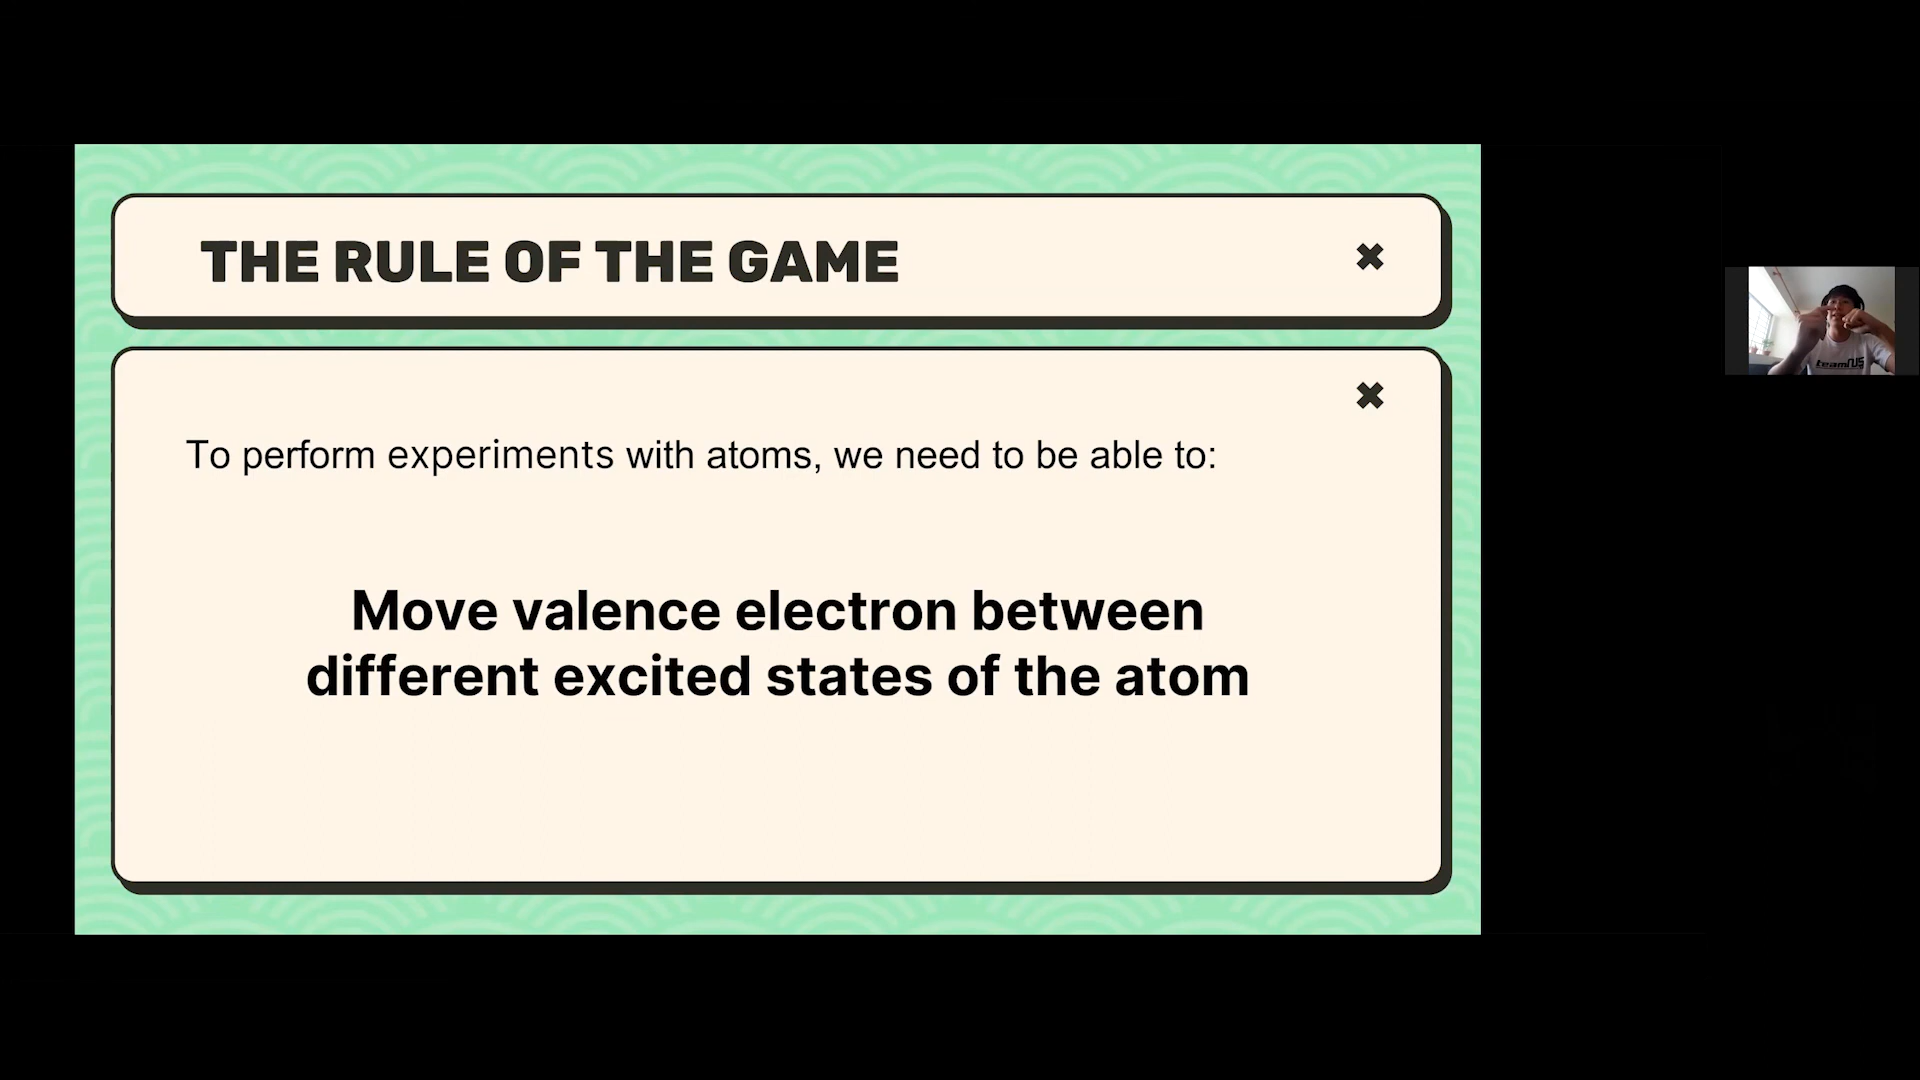 THE RULE OF THE GAME
To perform experiments with atoms, we need to be able to:
Move valence electron between
different excited states of the atom